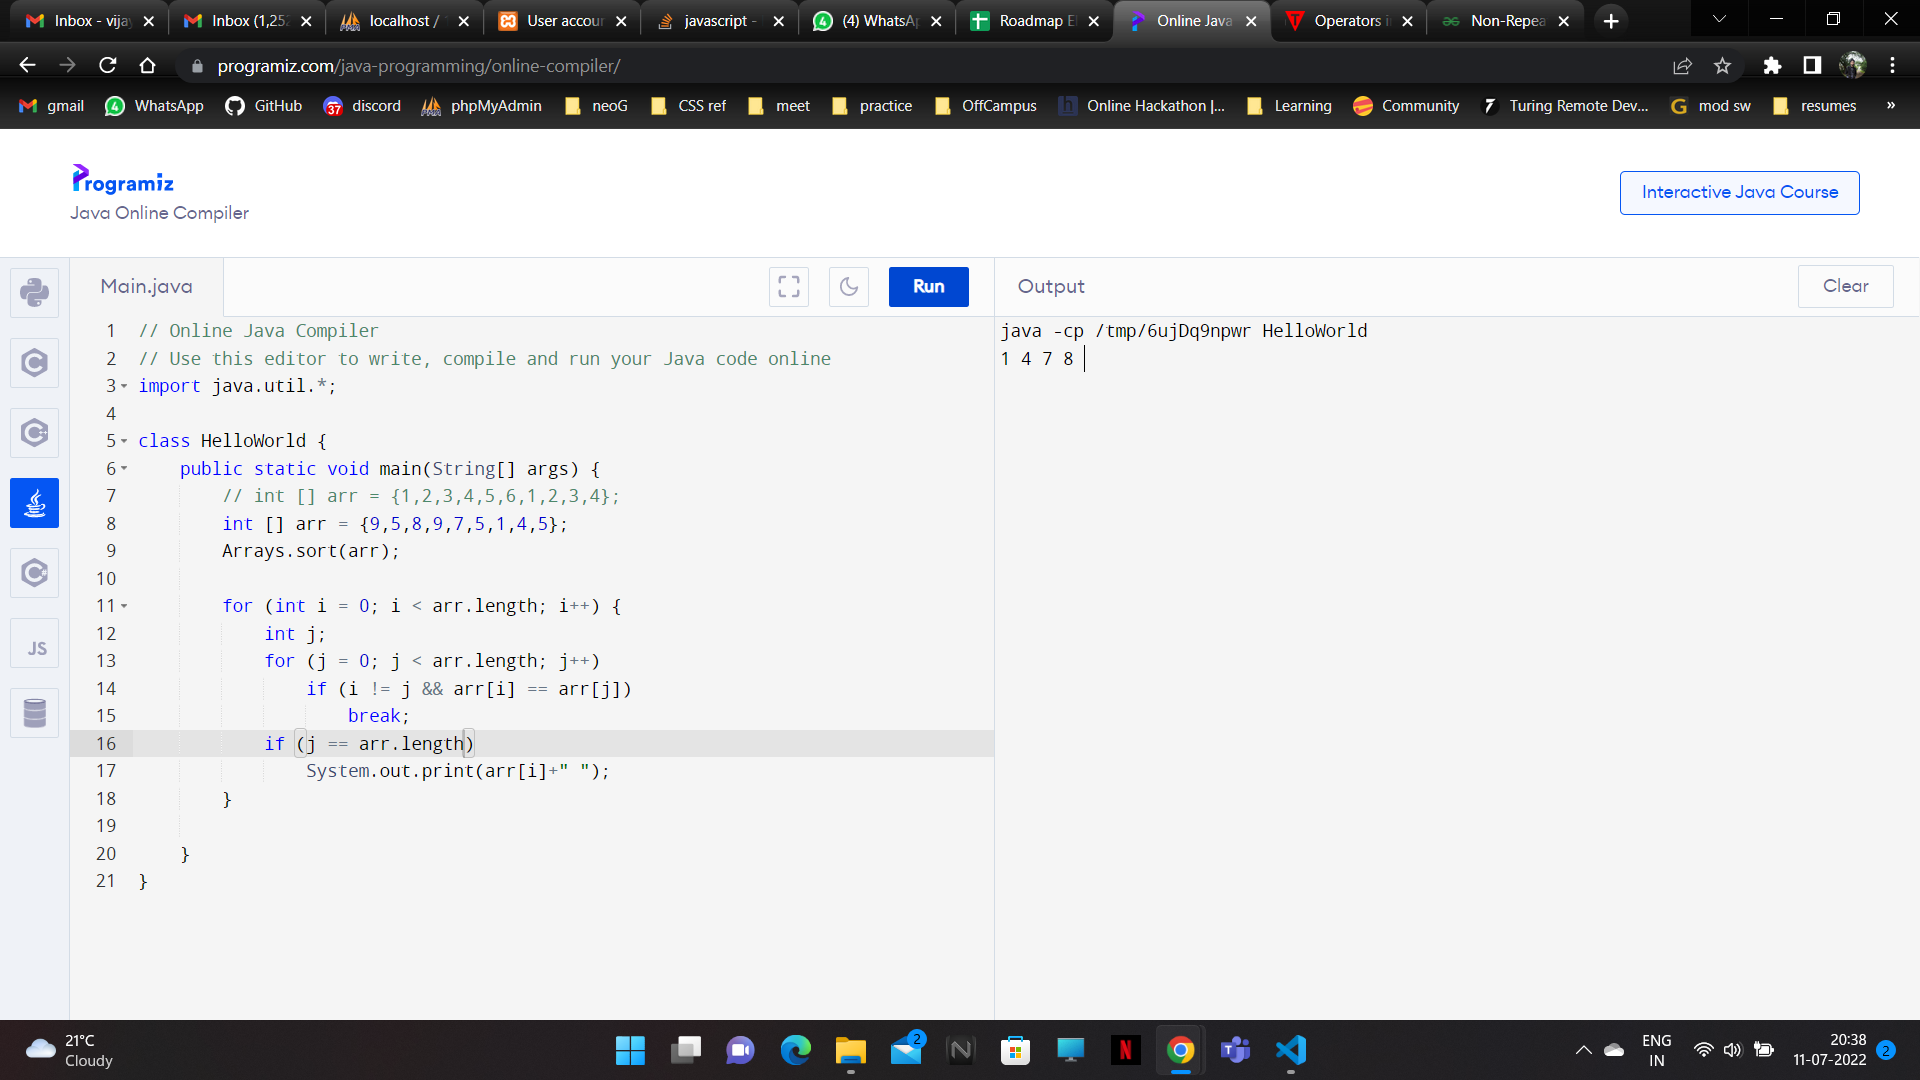 Inbox - vijay
Inbox (1,252
localhost /
User accou
javascript -
(4) WhatsAp
Roadmap E
Online Java
Operators i
Non-Repea
programiz.com/java-programming/online-compiler/
gmail
WhatsApp
GitHub
37
discord
phpMyAdmin
neoG
CSS ref
meet
practice
OffCampus
Online Hackathon |...
Learning
Community
Turing Remote Dev...
mod sw
resumes
»
Programiz
Java Online Compiler
Interactive Java Course
Main.java
Run
Output
Clear
JS
1 // Online Java Compiler
2 // Use this editor to write, compile and run your Java code online
3 import java.util.*;
4
5 class HelloWorld {
6 public static void main(String[] args) {
7 // int [] arr = {1,2,3,4,5,6,1,2,3,4};
8 int [] arr = {9,5,8,9,7,5,1,4,5};
9 Arrays.sort(arr);
10
11 for (int i = 0; i < arr.length; i++) {
12 int j;
13 for (j = 0; j < arr.length; j++)
14 if (i != j && arr[i] == arr[j])
15 break;
16 if (j == arr.length)
17 System.out.print(arr[i]+" ");
18 }
19
20 }
21 }
java -cp /tmp/6ujDq9npwr HelloWorld
1 4 7 8
21°C
Cloudy
2
ENG
IN
20:38
11-07-2022
2